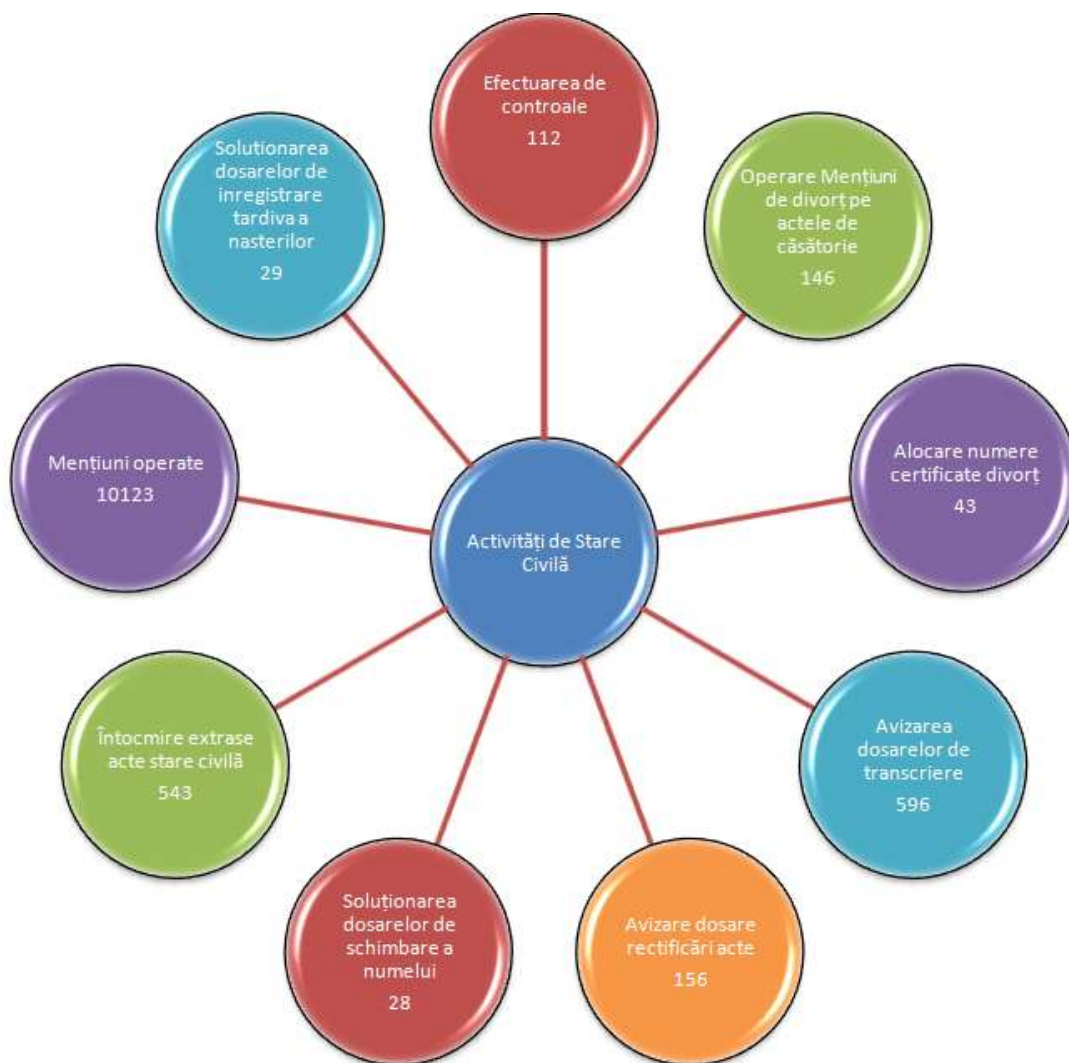 Efectuarea de
controale
112
Operare Mențiuni
de divorț pe
actele de
căsătorie
146
Alocare numere
certificate divorț
43
Avizarea
dosarelor de
transcriere
596
Avizare dosare
rectificări acte
156
Soluționarea
dosarelor de
schimbare a
numelui
28
Întocmire extrase
acte stare civilă
543
Mențiuni operate
10123
Solutionarea
dosarelor de
inregistrare
tardiva a
nasterilor
29
Activități de Stare
Civilă